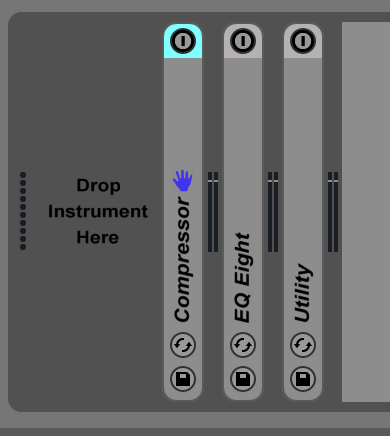 Drop
Instrument
Here
Compressor
EQ Eight
Utility